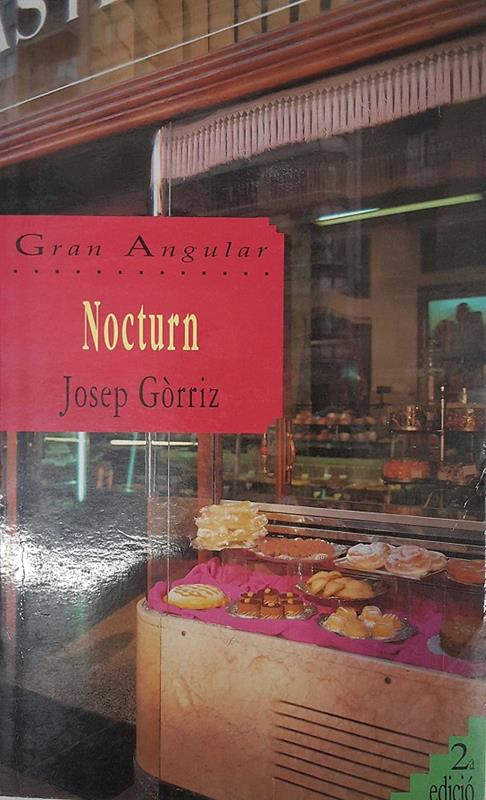 Gran Angular
Nocturn
Josep Gòrriz
2a
edició